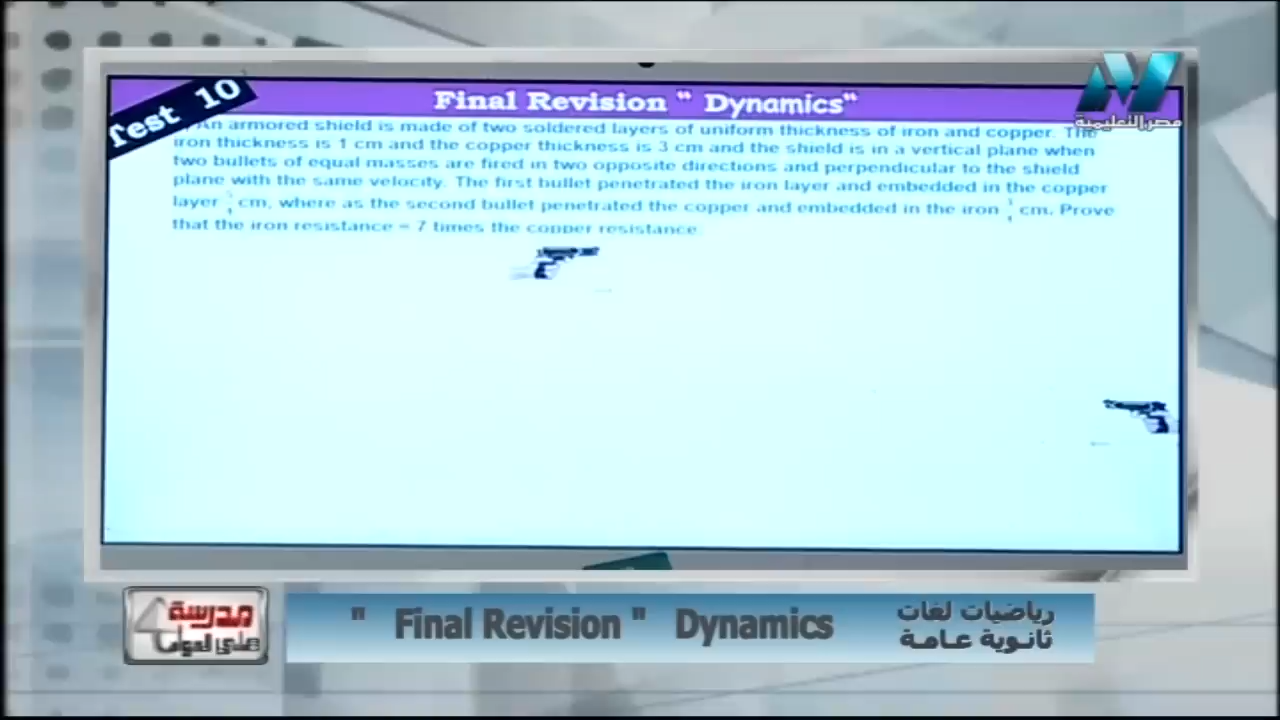 Test 10
Final Revision " Dynamics"
An armored shield is made of two soldered layers of uniform thickness of iron and copper. The
iron thickness is 1 cm and the copper thickness is 3 cm and the shield is in a vertical plane when
two bullets of equal masses are fired in two opposite directions and perpendicular to the shield
plane with the same velocity. The first bullet penetrated the iron layer and embedded in the copper
layer cm, where as the second bullet penetrated the copper and embedded in the iron cm. Prove
that the iron resistance = 7 times the copper resistance.
مصر التعليمية
مدرسة
على الهواء
" Final Revision " Dynamics
رياضيات لغات
ثانوية عامة